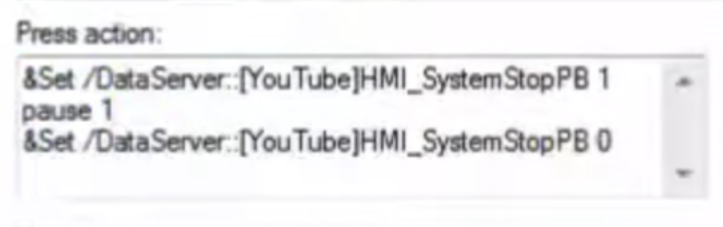 Press action:
&Set /DataServer::[YouTube]HMI_SystemStopPB 1
pause 1
&Set /DataServer::[YouTube]HMI_SystemStopPB 0